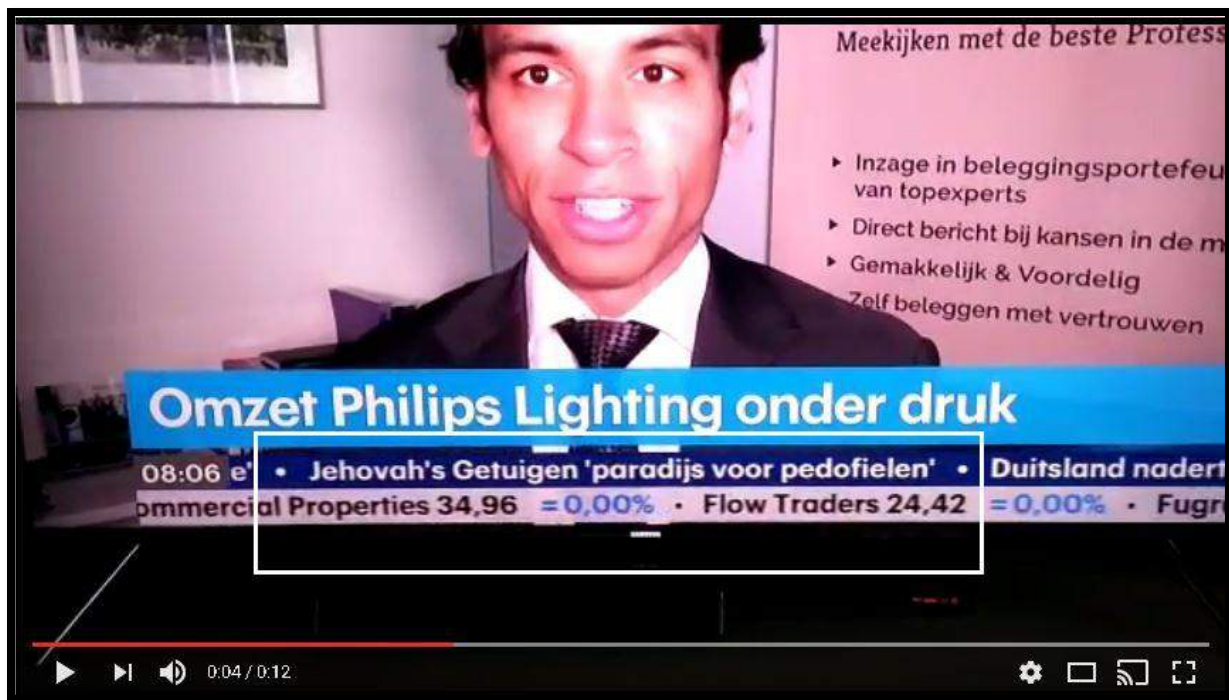 Meekijken met de beste Profess
Inzage in beleggingsportefeu
van topexperts
Direct bericht bij kansen in de m
Gemakkelijk & Voordelig
Zelf beleggen met vertrouwen
Omzet Philips Lighting onder druk
08:06 e' • Jehovah's Getuigen 'paradijs voor pedofielen' • Duitsland nadert
ommercial Properties 34,96 =0,00% · Flow Traders 24,42 =0,00% · Fugr
0:04 / 0:12